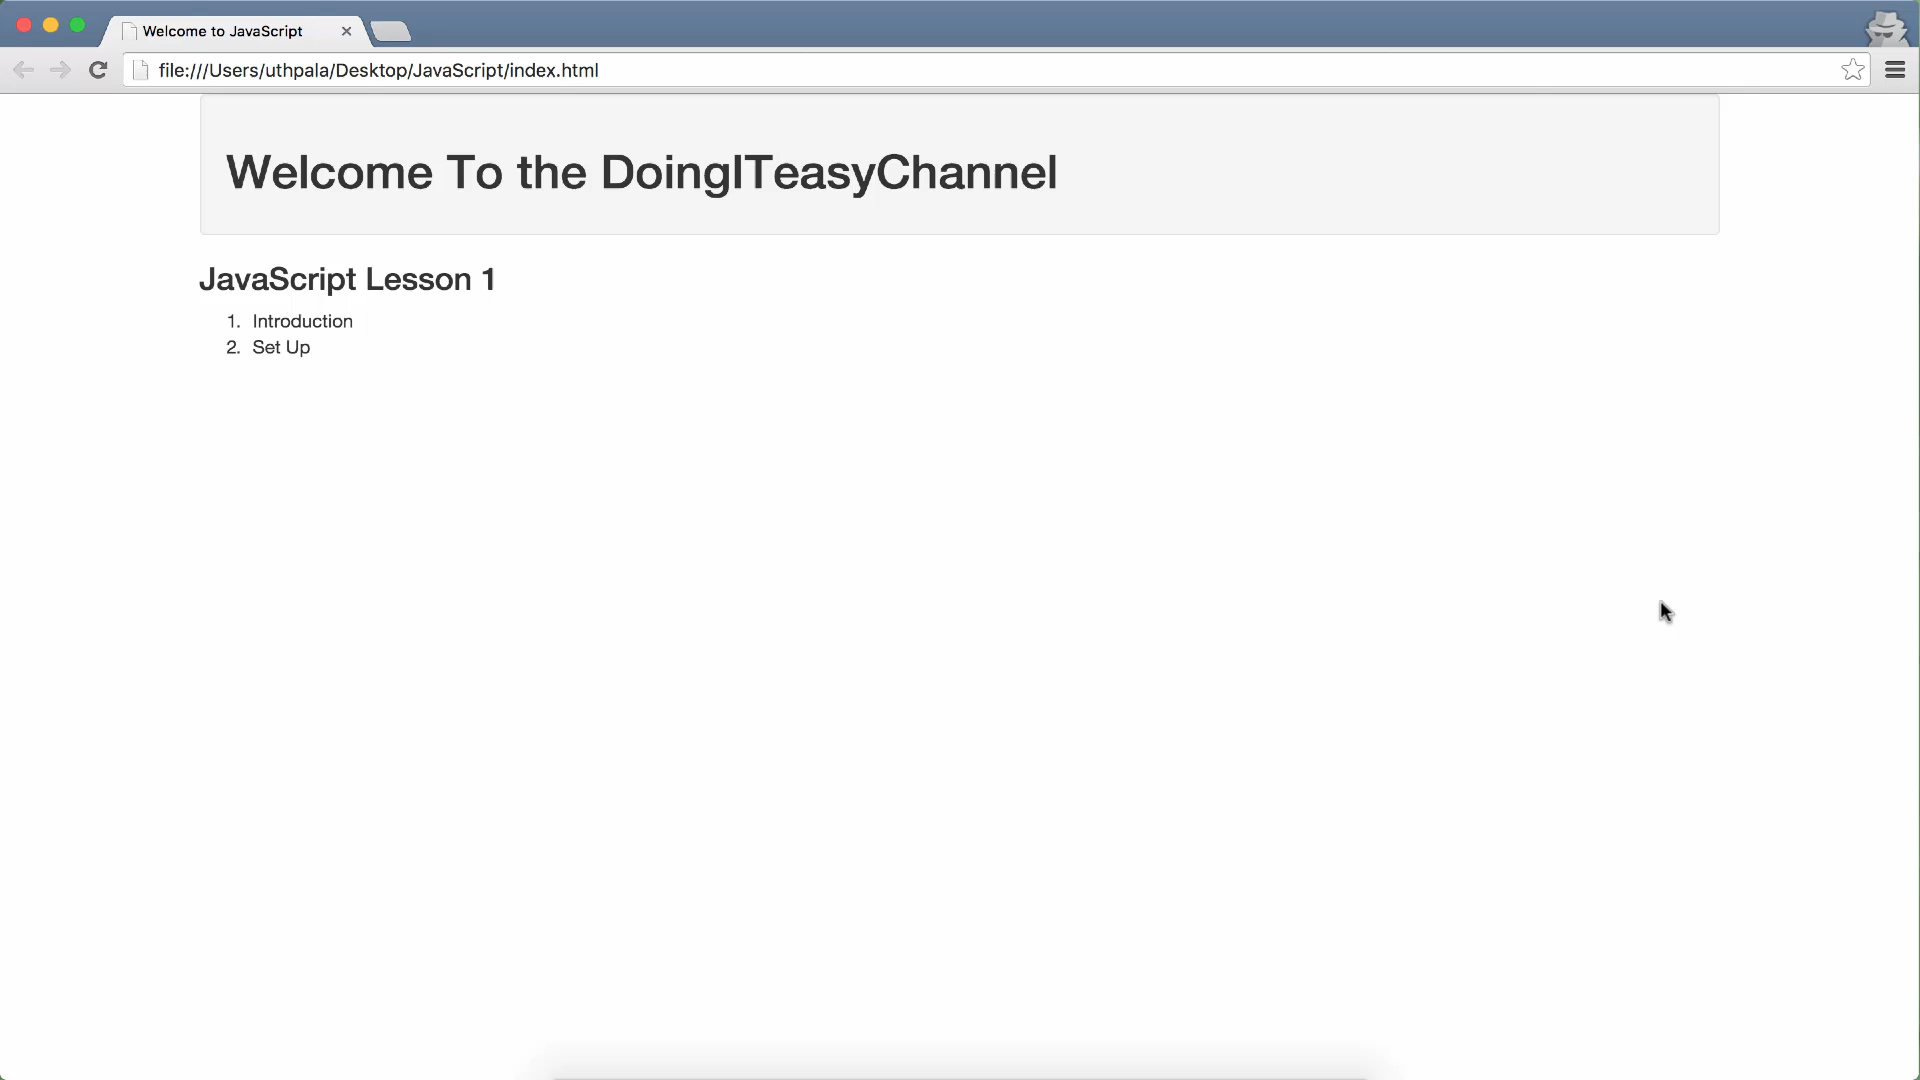 Welcome to JavaScript
file:///Users/uthpala/Desktop/JavaScript/index.html
Welcome To the DoingITeasyChannel
JavaScript Lesson 1
1. Introduction
2. Set Up